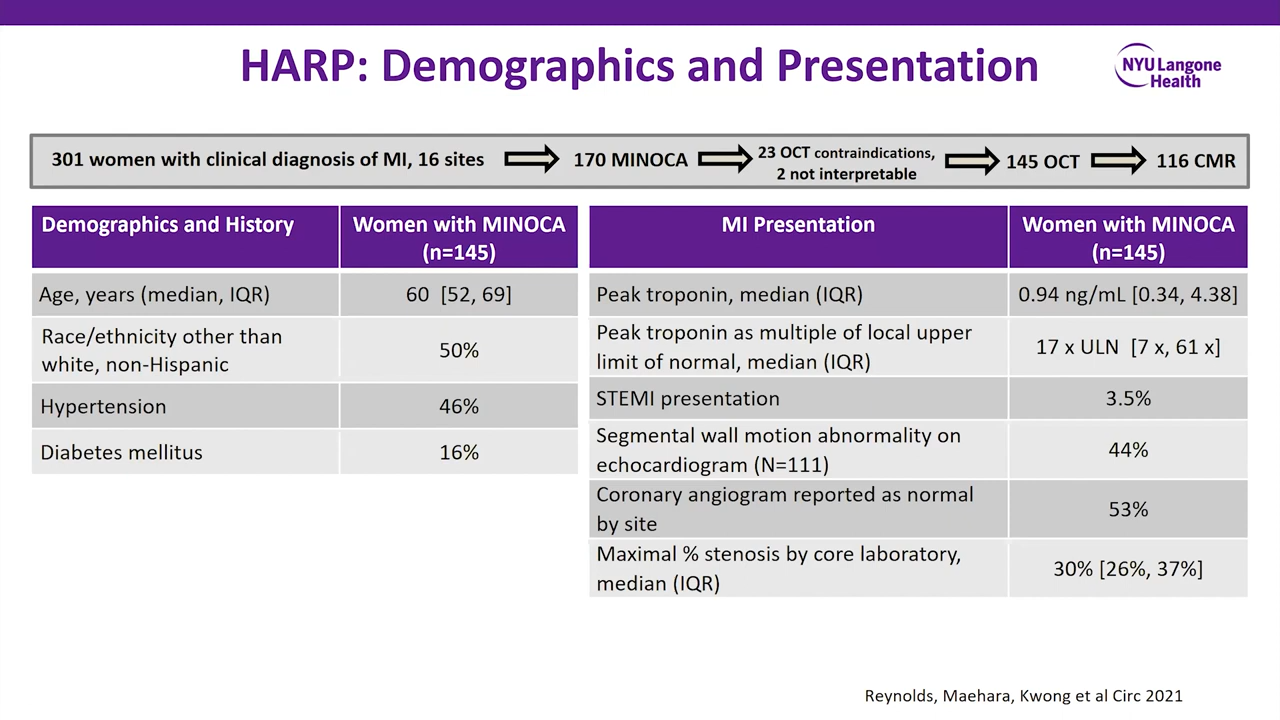 HARP: Demographics and Presentation
NYU Langone
Health
301 women with clinical diagnosis of MI, 16 sites
170 MINOCA
23 OCT contraindications,
2 not interpretable
145 OCT
116 CMR
Demographics and History
Women with MINOCA
(n=145)
Age, years (median, IQR)
60 [52, 69]
Race/ethnicity other than
white, non-Hispanic
50%
Hypertension
46%
Diabetes mellitus
16%
MI Presentation
Women with MINOCA
(n=145)
Peak troponin, median (IQR)
0.94 ng/mL [0.34, 4.38]
Peak troponin as multiple of local upper
limit of normal, median (IQR)
17 x ULN [7 x, 61 x]
STEMI presentation
3.5%
Segmental wall motion abnormality on
echocardiogram (N=111)
44%
Coronary angiogram reported as normal
by site
53%
Maximal % stenosis by core laboratory,
median (IQR)
30% [26%, 37%]
Reynolds, Maehara, Kwong et al Circ 2021